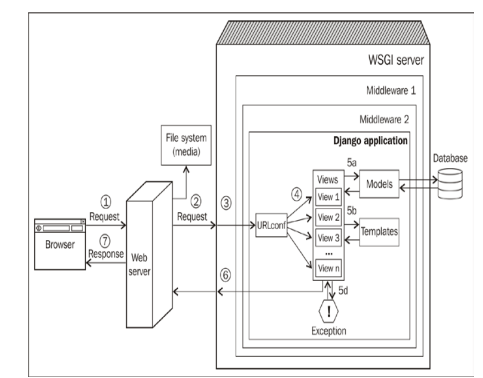 WSGI server
Middleware 1
Middleware 2
Django application
File system
(media)
Database
① Request
② Request
③
④
5a
5b
5d
Views
View 1
View 2
View 3
...
View n
Models
Templates
URLconf
Browser
Web
server
⑦ Response
⑥
!
Exception